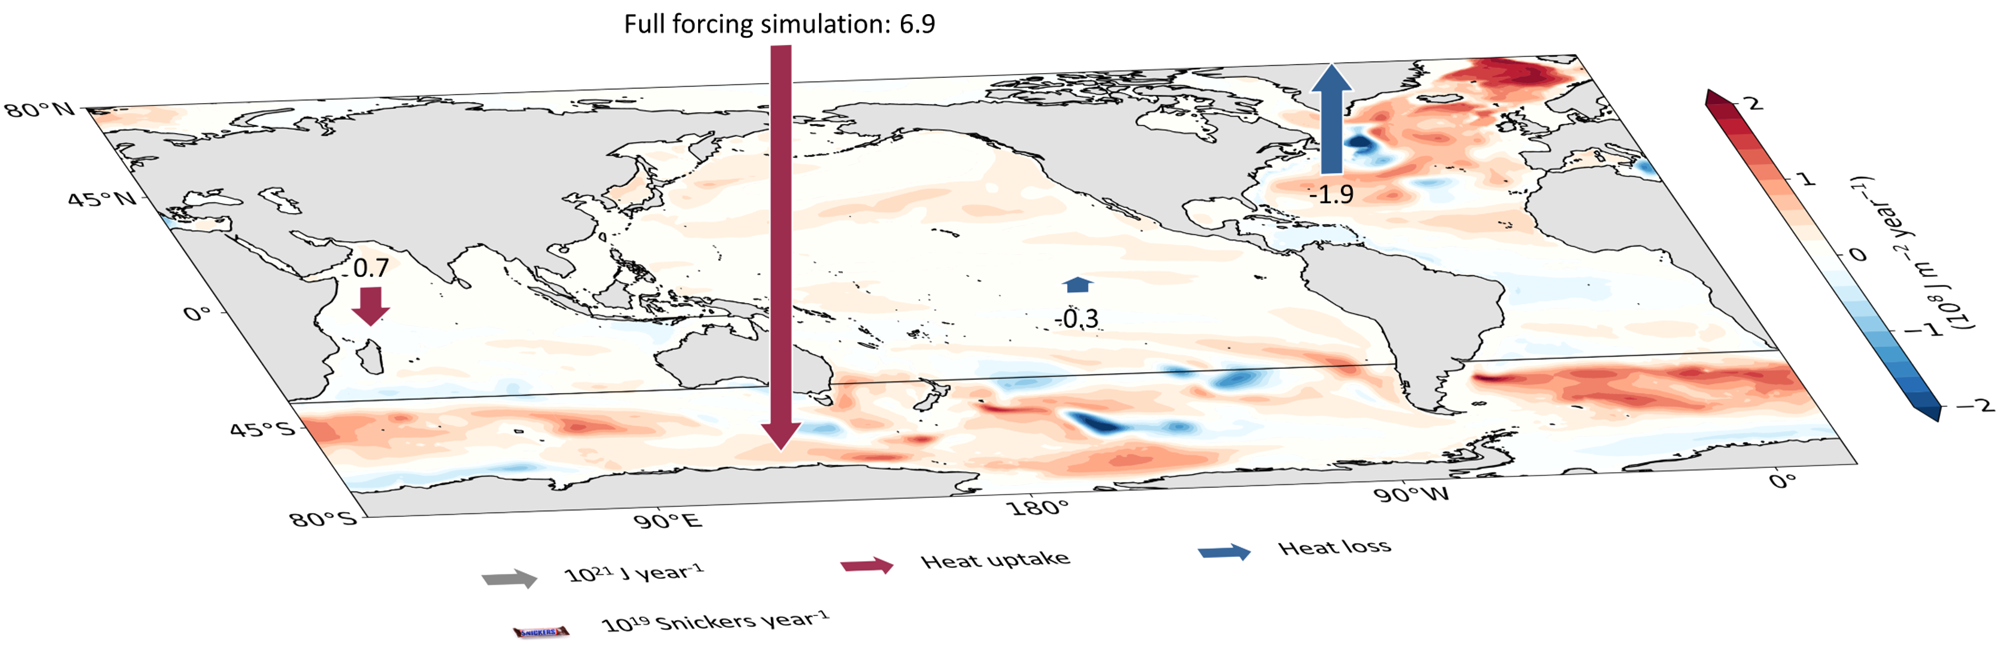 Full forcing simulation: 6.9
80°N
45°N
0°
45°S
80°S
0.7
-0.3
-1.9
90°E
180°
90°W
0°
2
1
0
−1
−2
(10⁸ J m⁻² year⁻¹)
10²¹ J year⁻¹
Heat uptake
Heat loss
SNICKERS
10¹⁹ Snickers year⁻¹